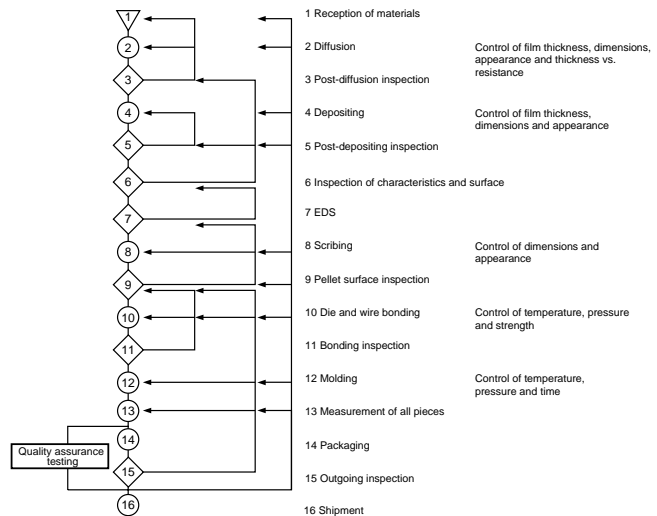 1
1 Reception of materials
2
2 Diffusion
Control of film thickness, dimensions,
appearance and thickness vs.
resistance
3
3 Post-diffusion inspection
4
4 Depositing
Control of film thickness,
dimensions and appearance
5
5 Post-depositing inspection
6
6 Inspection of characteristics and surface
7
7 EDS
8
8 Scribing
Control of dimensions and
appearance
9
9 Pellet surface inspection
10
10 Die and wire bonding
Control of temperature, pressure
and strength
11
11 Bonding inspection
12
12 Molding
Control of temperature,
pressure and time
13
13 Measurement of all pieces
14
14 Packaging
Quality assurance
testing
15
15 Outgoing inspection
16
16 Shipment